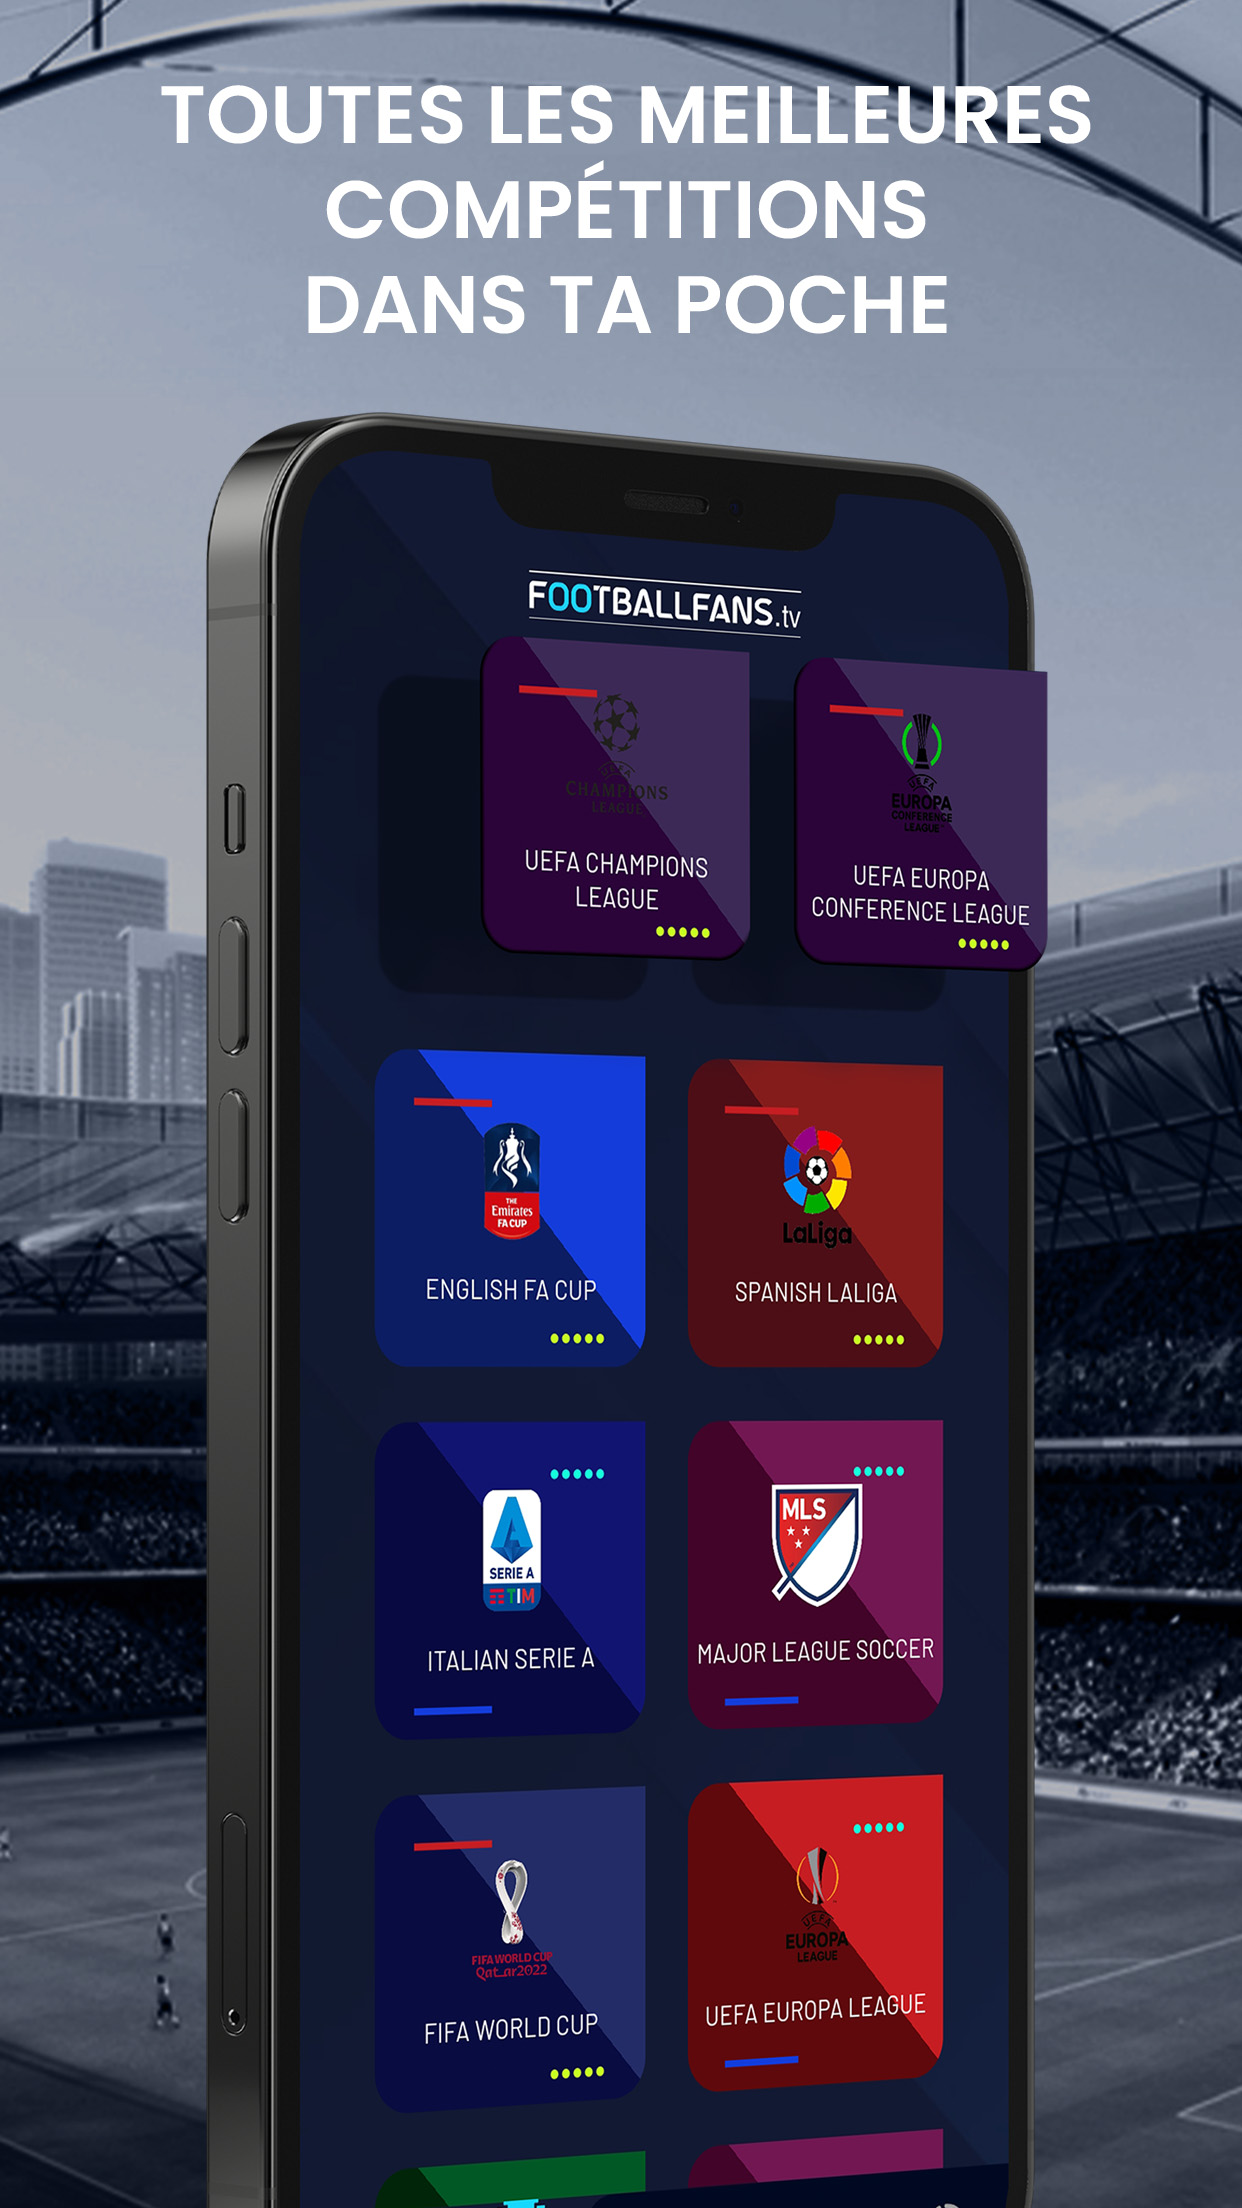 TOUTES LES MEILLEURES
COMPÉTITIONS
DANS TA POCHE
FOOTBALLFANS.tv
UEFA
CHAMPIONS
LEAGUE
UEFA CHAMPIONS
LEAGUE
UEFA
EUROPA
CONFERENCE
LEAGUE
UEFA EUROPA
CONFERENCE LEAGUE
THE
Emirates
FA CUP
ENGLISH FA CUP
LaLiga
SPANISH LALIGA
SERIE A
TIM
ITALIAN SERIE A
MLS
MAJOR LEAGUE SOCCER
FIFA WORLD CUP
Qatar2022
FIFA WORLD CUP
UEFA
EUROPA
LEAGUE
UEFA EUROPA LEAGUE